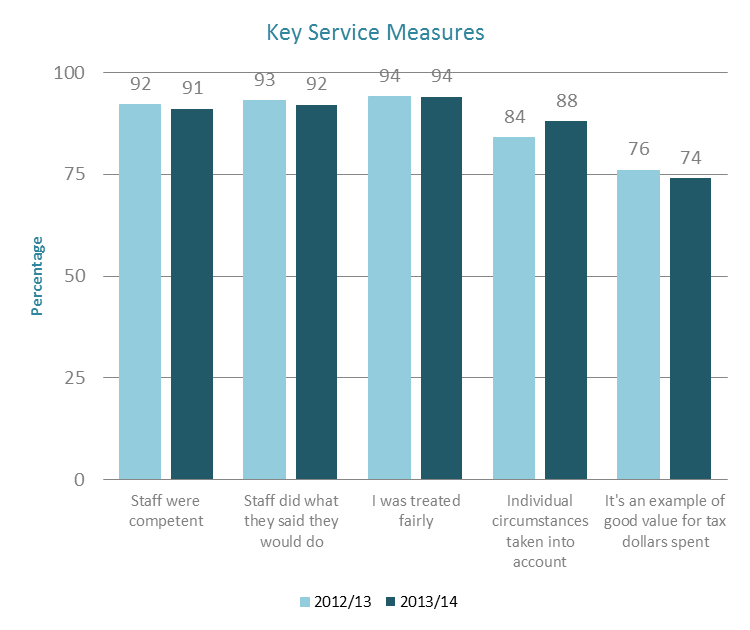 Key Service Measures
100
92
91
93
92
94
94
84
88
76
74
75
50
25
0
Percentage
Staff were
competent
Staff did what
they said they
would do
I was treated
fairly
Individual
circumstances
taken into
account
It's an example of
good value for tax
dollars spent
2012/13
2013/14